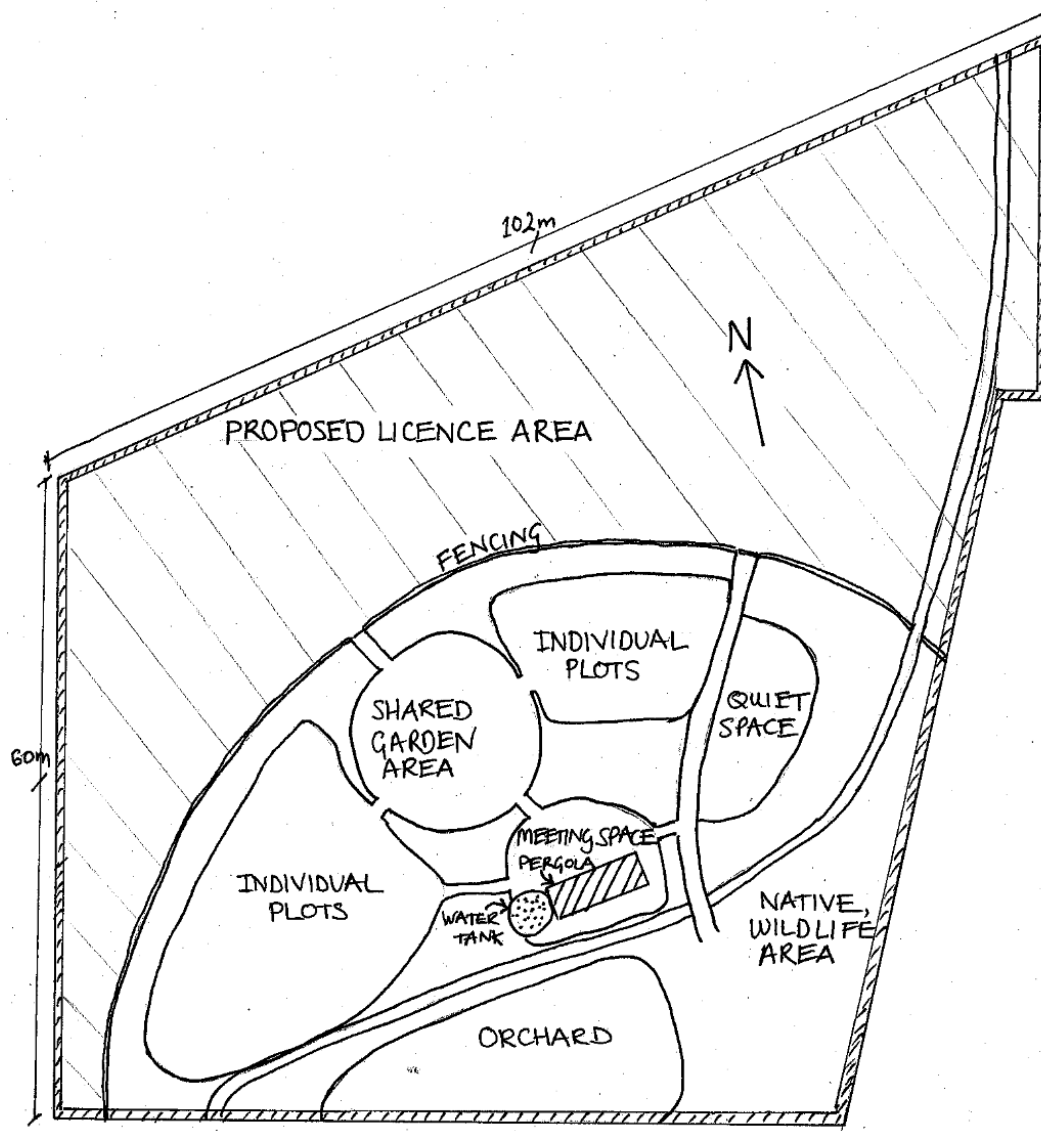 102m
N
PROPOSED LICENCE AREA
FENCING
INDIVIDUAL
PLOTS
SHARED
GARDEN
AREA
QUIET
SPACE
60m
MEETING SPACE
PERGOLA
INDIVIDUAL
PLOTS
WATER
TANK
NATIVE,
WILDLIFE
AREA
ORCHARD